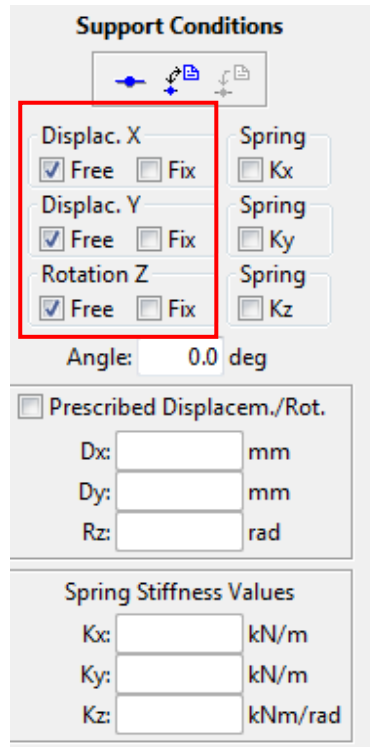 Support Conditions
Displac. X Spring
Free Fix Kx
Displac. Y Spring
Free Fix Ky
Rotation Z Spring
Free Fix Kz
Angle: 0.0 deg
Prescribed Displacem./Rot.
Dx: mm
Dy: mm
Rz: rad
Spring Stiffness Values
Kx: kN/m
Ky: kN/m
Kz: kNm/rad